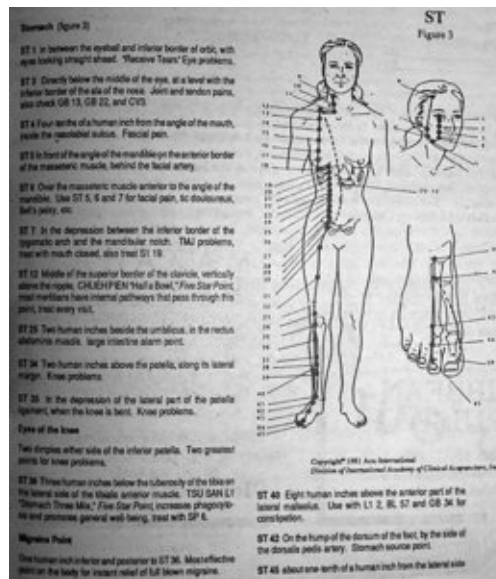 Stomach (figure 3)
ST 1 In between the eyeball and inferior border of orbit, with
eyes looking straight ahead. "Receive Tears" Eye problems.
ST 3 Directly below the middle of the eye, at a level with the
inferior border of the ala of the nose. Joint and tendon pains,
also check GB 13, GB 22, and CV3.
ST 4 Four-tenths of a human inch from the angle of the mouth,
inside the nasolabial sulcus. Fascial pain.
ST 5 In front of the angle of the mandible on the anterior border
of the masseteric muscle, behind the facial artery.
ST 6 Over the masseteric muscle anterior to the angle of the
mandible. Use ST 5, 6 and 7 for facial pain, tic douloureux,
Bell's palsy, etc.
ST 7 In the depression between the inferior border of the
zygomatic arch and the mandibular notch. TMJ problems,
treat with mouth closed, also treat S1 19.
ST 12 Middle of the superior border of the clavicle, vertically
above the nipple, CHUEH PIEN "Half a Bowl," Five Star Point,
most meridians have internal pathways that pass through this
point, treat every visit.
ST 25 Two human inches beside the umbilicus, in the rectus
abdominis muscle. large intestine alarm point.
ST 34 Two human inches above the patella, along its lateral
margin. Knee problems.
ST 35 In the depression of the lateral part of the patella
ligament, when the knee is bent. Knee problems.
Eyes of the knee
Two dimples either side of the inferior patella. Two greatest
points for knee problems.
ST 36 Three human inches below the tuberosity of the tibia on
the lateral side of the tibialis anterior muscle. TSU SAN LI
"Stomach Three Mile," Five Star Point, increases phagocyto-
sis and promotes general well being, treat with SP 6.
Migraine Point
One human inch inferior and posterior to ST 36. Most effective
point on the body for instant relief of full blown migraine.
ST
Figure 3
Copyright© 1991 Acu International
Division of International Academy of Clinical Acupuncture, Inc
ST 40 Eight human inches above the anterior part of the
lateral malleolus. Use with L1 2, BL 57 and GB 34 for
constipation.
ST 42 On the hump of the dorsum of the foot, by the side of
the dorsalis pedis artery. Stomach source point.
ST 45 about one-tenth of a human inch from the lateral side